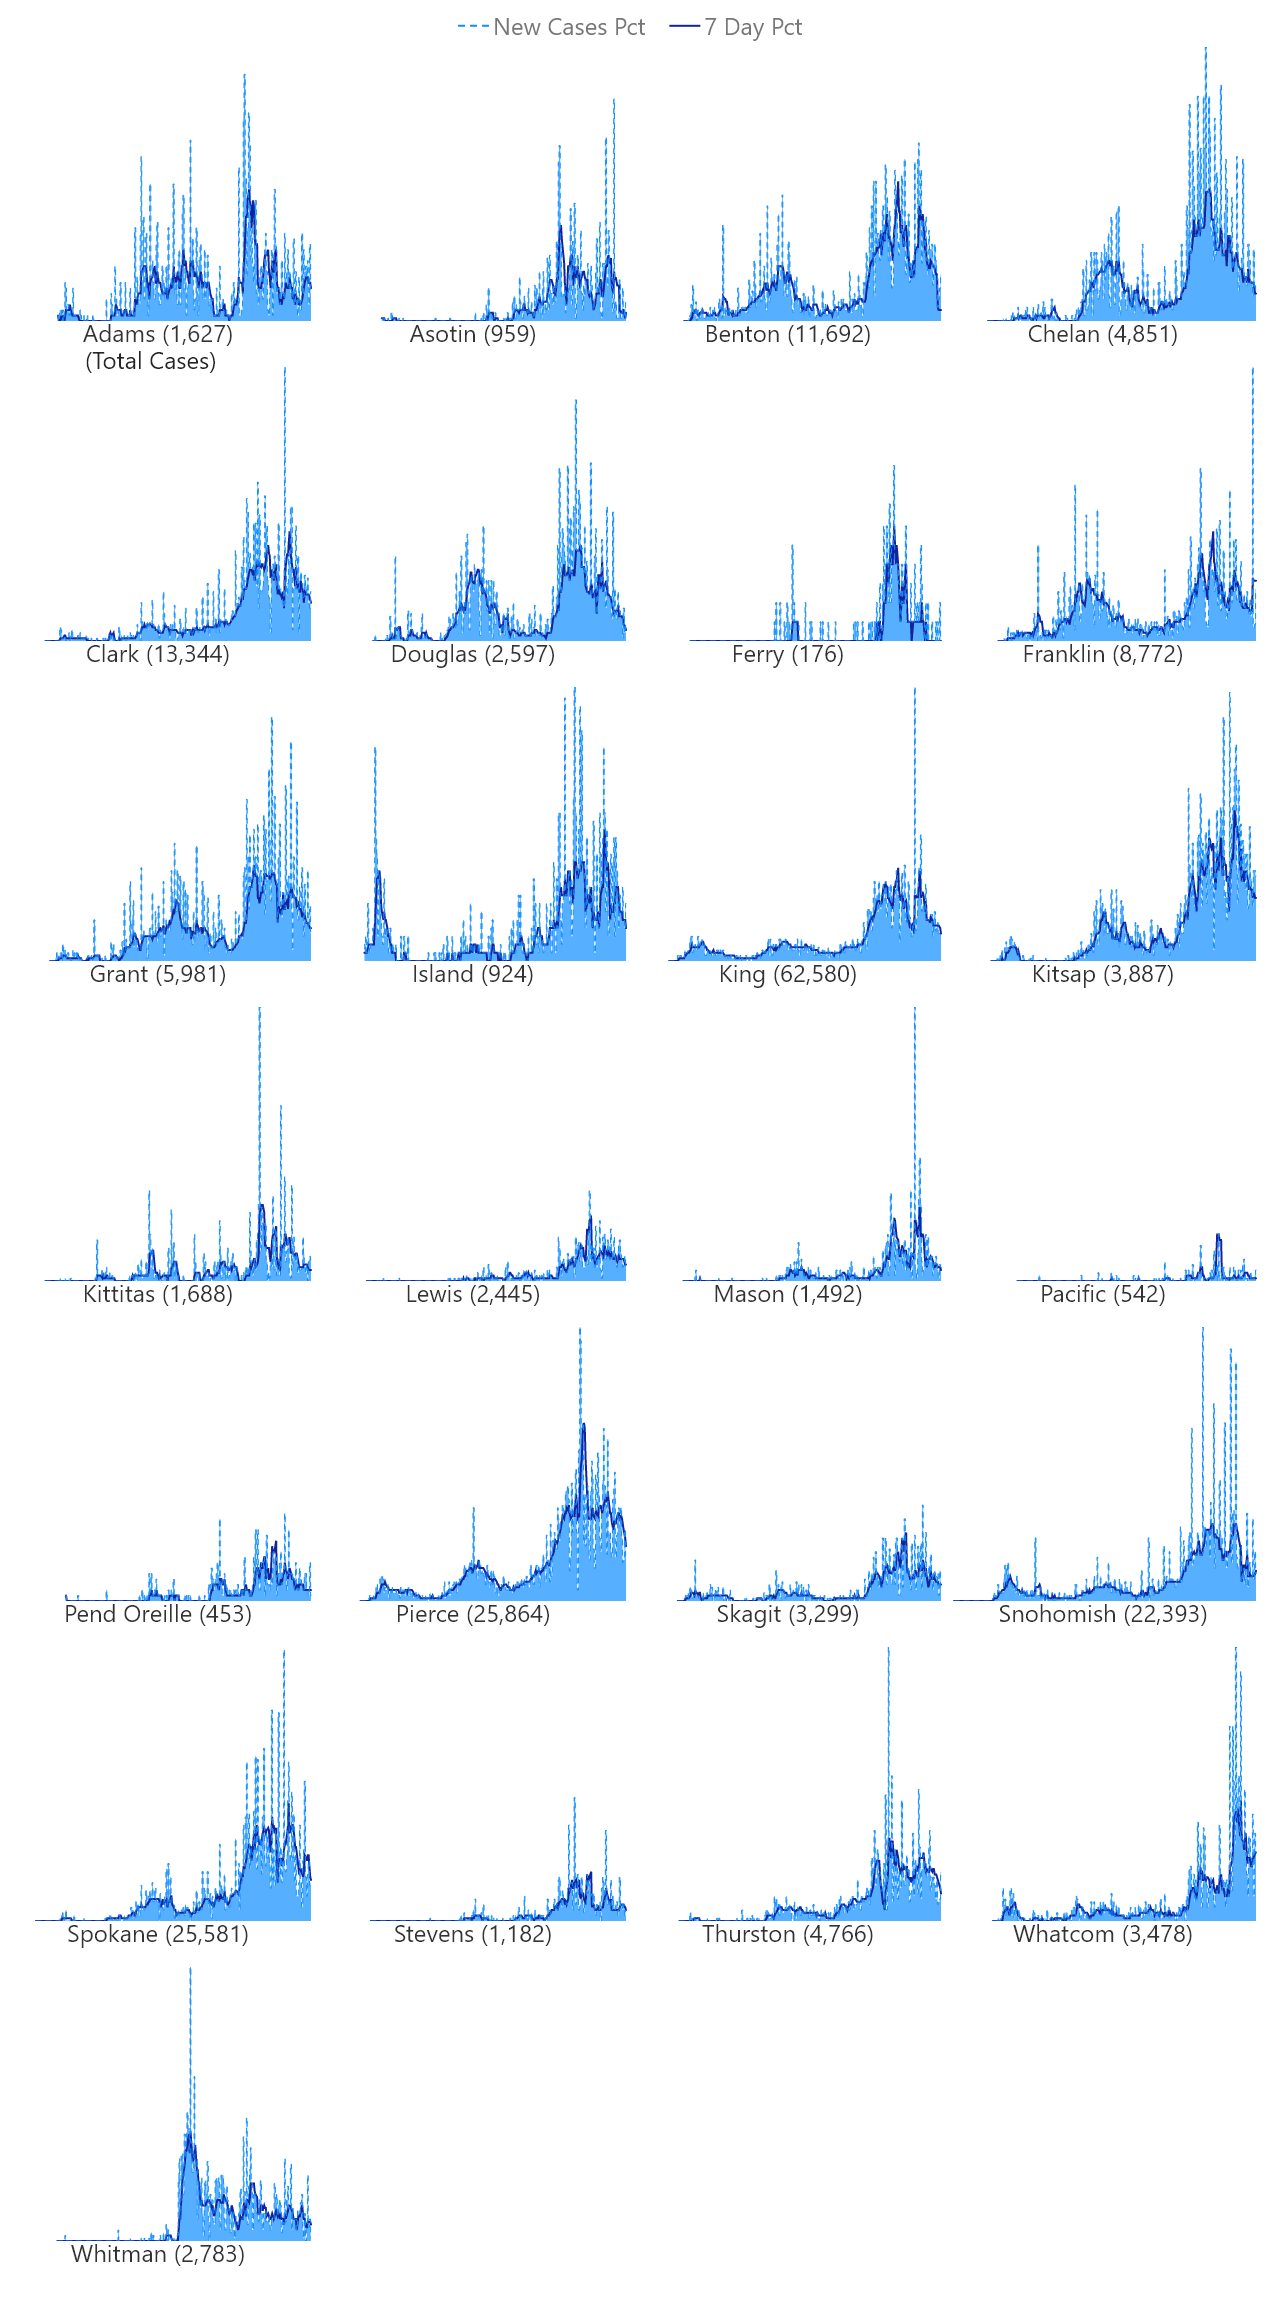 New Cases Pct 7 Day Pct
Adams (1,627) Asotin (959) Benton (11,692) Chelan (4,851)
(Total Cases)
Clark (13,344) Douglas (2,597) Ferry (176) Franklin (8,772)
Grant (5,981) Island (924) King (62,580) Kitsap (3,887)
Kittitas (1,688) Lewis (2,445) Mason (1,492) Pacific (542)
Pend Oreille (453) Pierce (25,864) Skagit (3,299) Snohomish (22,393)
Spokane (25,581) Stevens (1,182) Thurston (4,766) Whatcom (3,478)
Whitman (2,783)